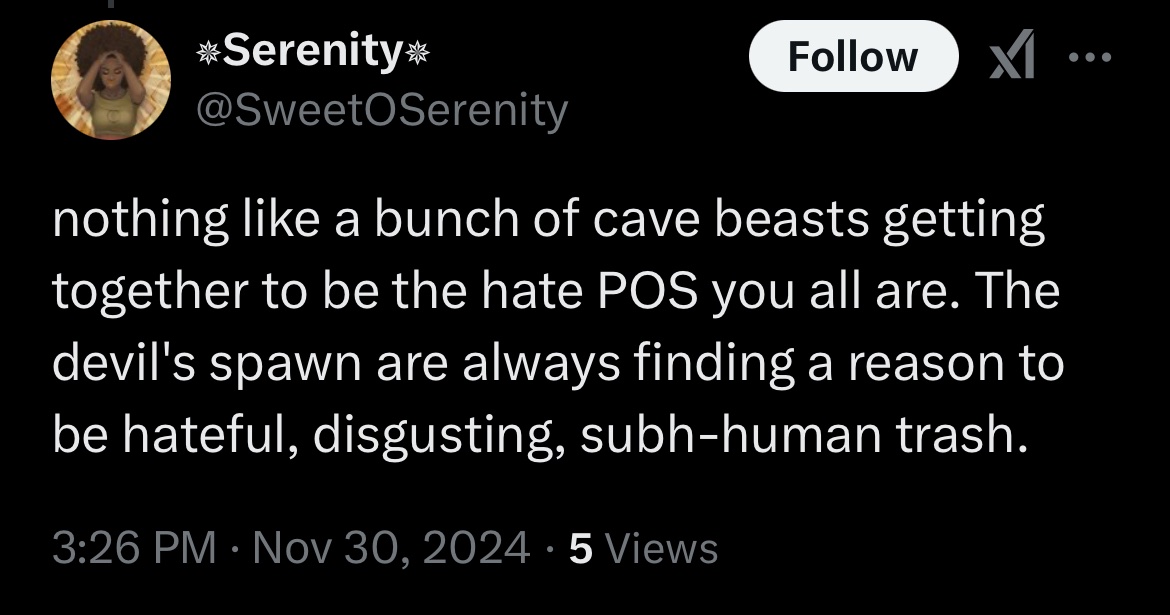 ✵Serenity✵
Follow
@SweetOSerenity
nothing like a bunch of cave beasts getting
together to be the hate POS you all are. The
devil's spawn are always finding a reason to
be hateful, disgusting, subh-human trash.
3:26 PM · Nov 30, 2024 · 5 Views